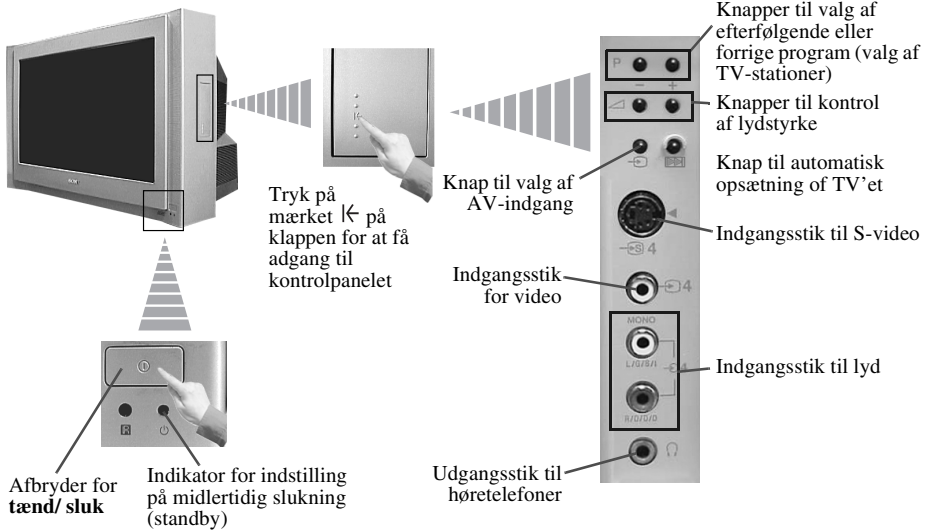 Knapper til valg af
efterfølgende eller
forrige program (valg af
TV-stationer)
P
− +
Knapper til kontrol
af lydstyrke
Knap til valg af
AV-indgang
Knap til automatisk
opsætning of TV’et
Tryk på
mærket på
klappen for at få
adgang til
kontrolpanelet
S 4
Indgangsstik til S-video
Indgangsstik
for video
4
MONO
L/G/S/I
4
R/D/D/D
Indgangsstik til lyd
Udgangsstik til
høretelefoner
Afbryder for
tænd/ sluk
Indikator for indstilling
på midlertidig slukning
(standby)